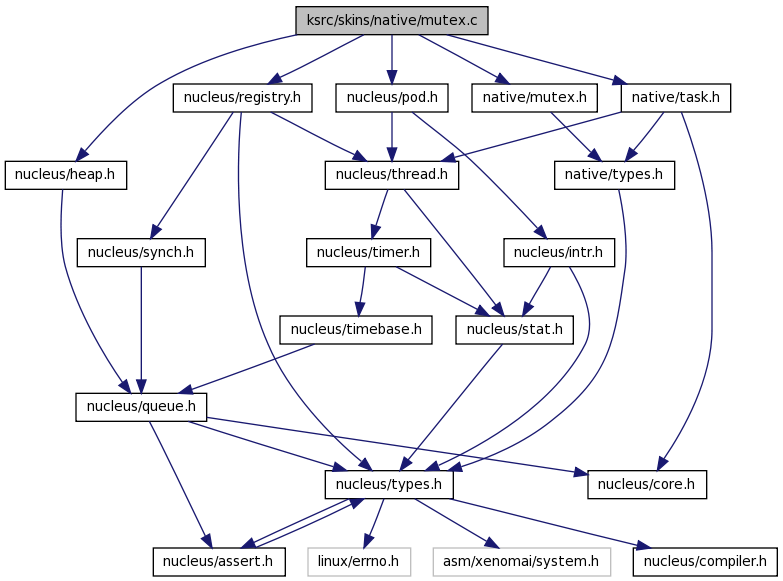 ksrc/skins/native/mutex.c
nucleus/registry.h
nucleus/pod.h
native/mutex.h
native/task.h
nucleus/heap.h
nucleus/thread.h
native/types.h
nucleus/synch.h
nucleus/timer.h
nucleus/intr.h
nucleus/timebase.h
nucleus/stat.h
nucleus/queue.h
nucleus/types.h
nucleus/core.h
nucleus/assert.h
linux/errno.h
asm/xenomai/system.h
nucleus/compiler.h